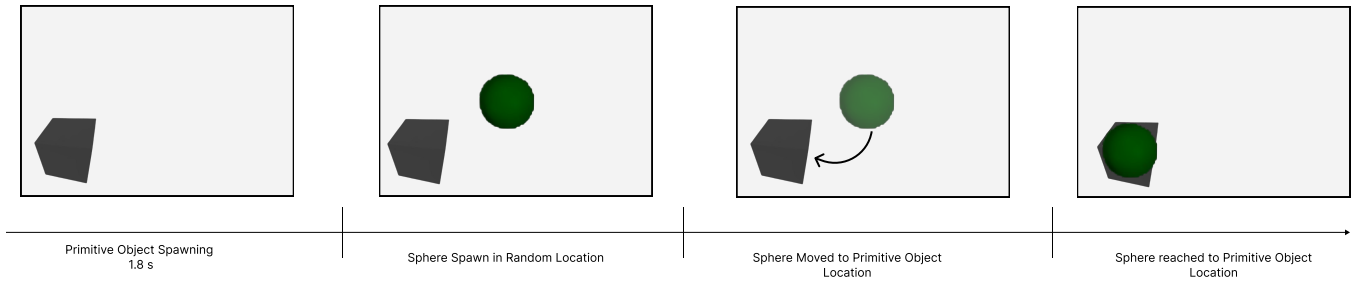 Primitive Object Spawning
1.8 s
Sphere Spawn in Random Location
Sphere Moved to Primitive Object
Location
Sphere reached to Primitive Object
Location